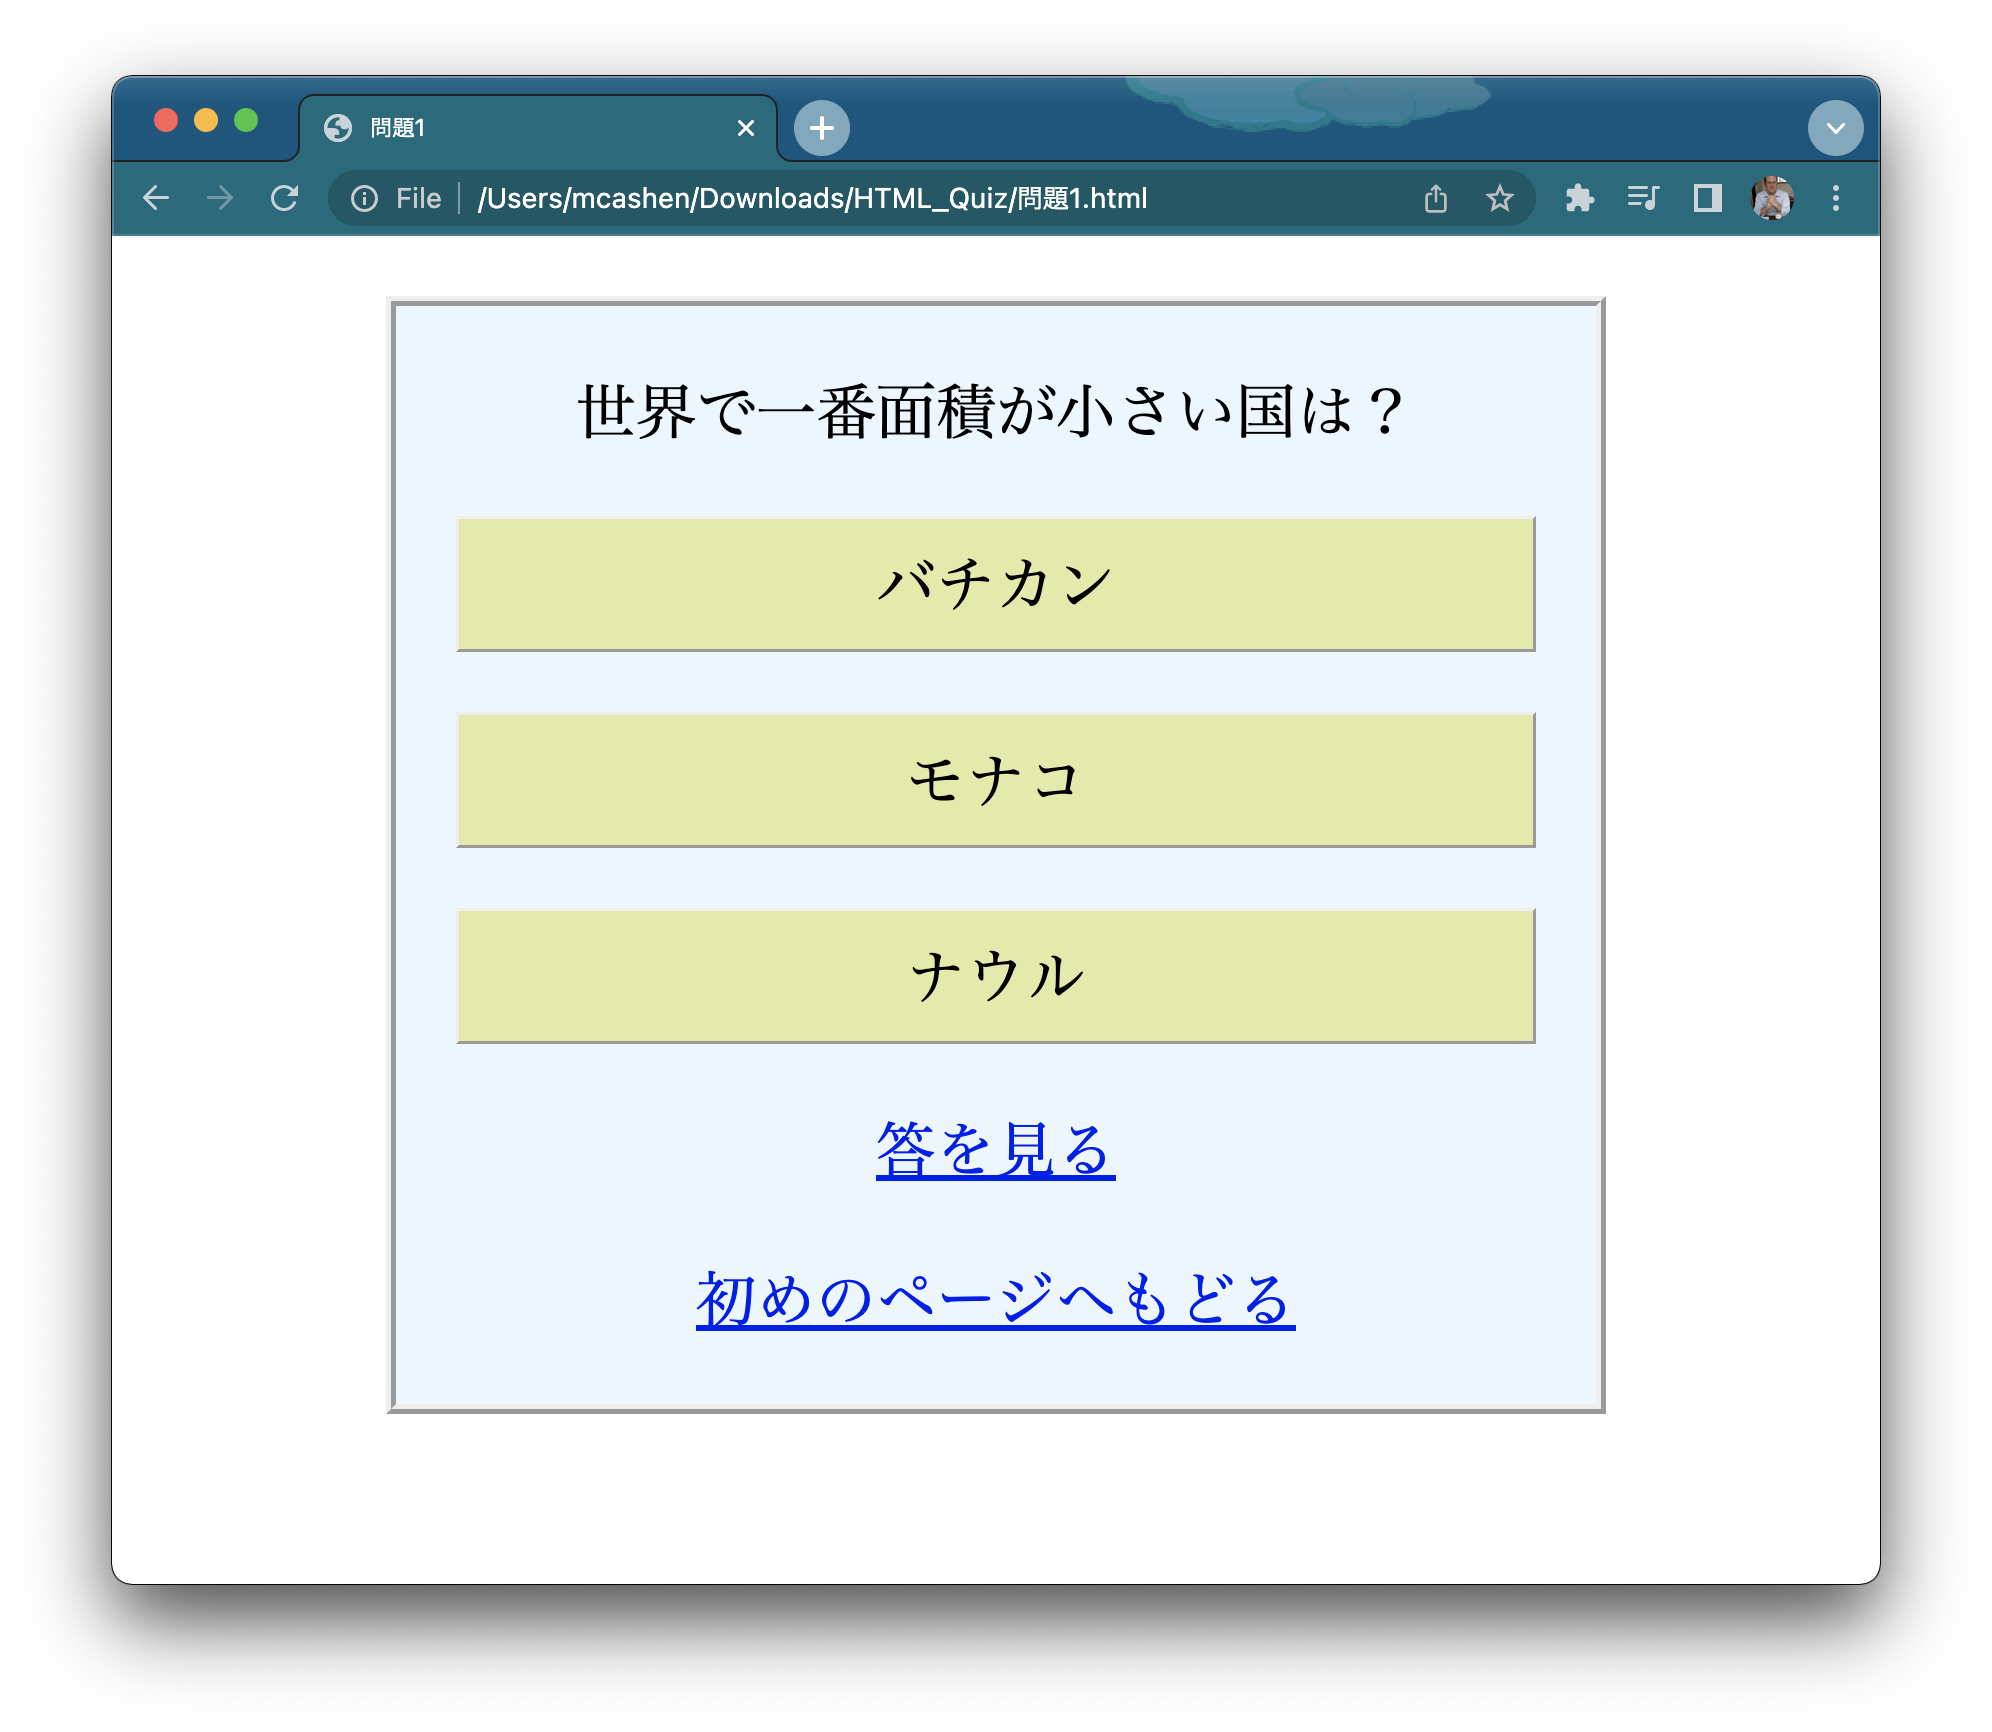 問題1
File
/Users/mcashen/Downloads/HTML_Quiz/問題1.html
世界で一番面積が小さい国は？
バチカン
モナコ
ナウル
答を見る
初めのページへもどる